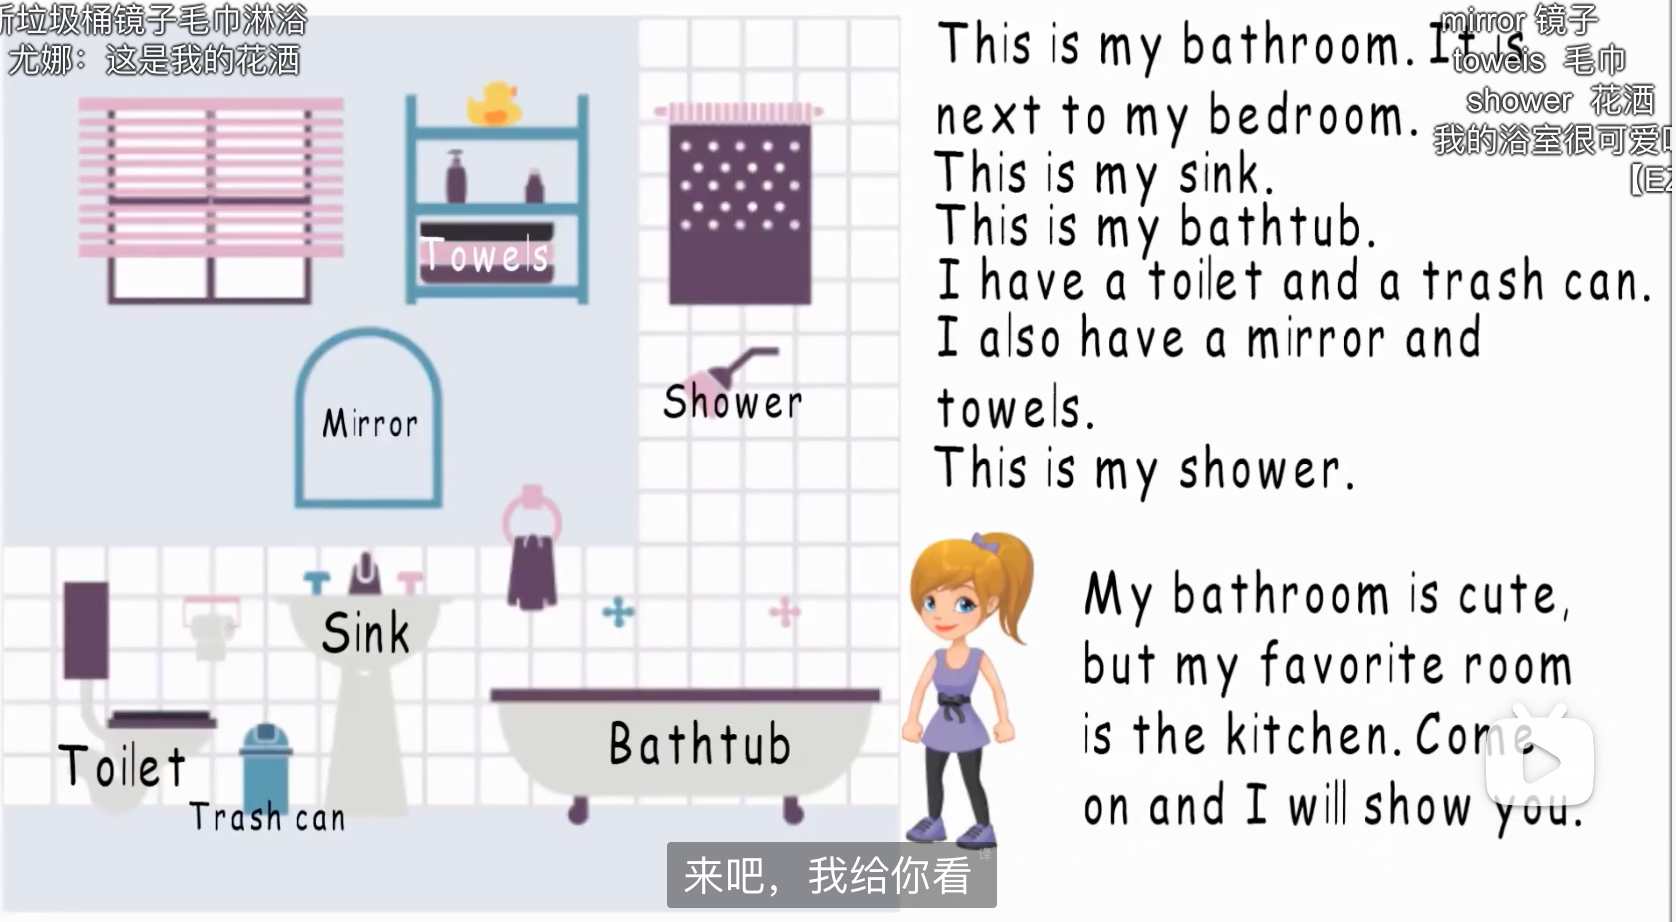 垃圾桶镜子毛巾淋浴
尤娜：这是我的花洒
mirror 镜子
towels 毛巾
shower 花洒
我的浴室很可爱
【EZ
This is my bathroom. It is
next to my bedroom.
This is my sink.
This is my bathtub.
I have a toilet and a trash can.
I also have a mirror and
towels.
This is my shower.
Towels
Mirror
Shower
Sink
Toilet
Trash can
Bathtub
My bathroom is cute,
but my favorite room
is the kitchen. Come
on and I will show you.
来吧，我给你看
译